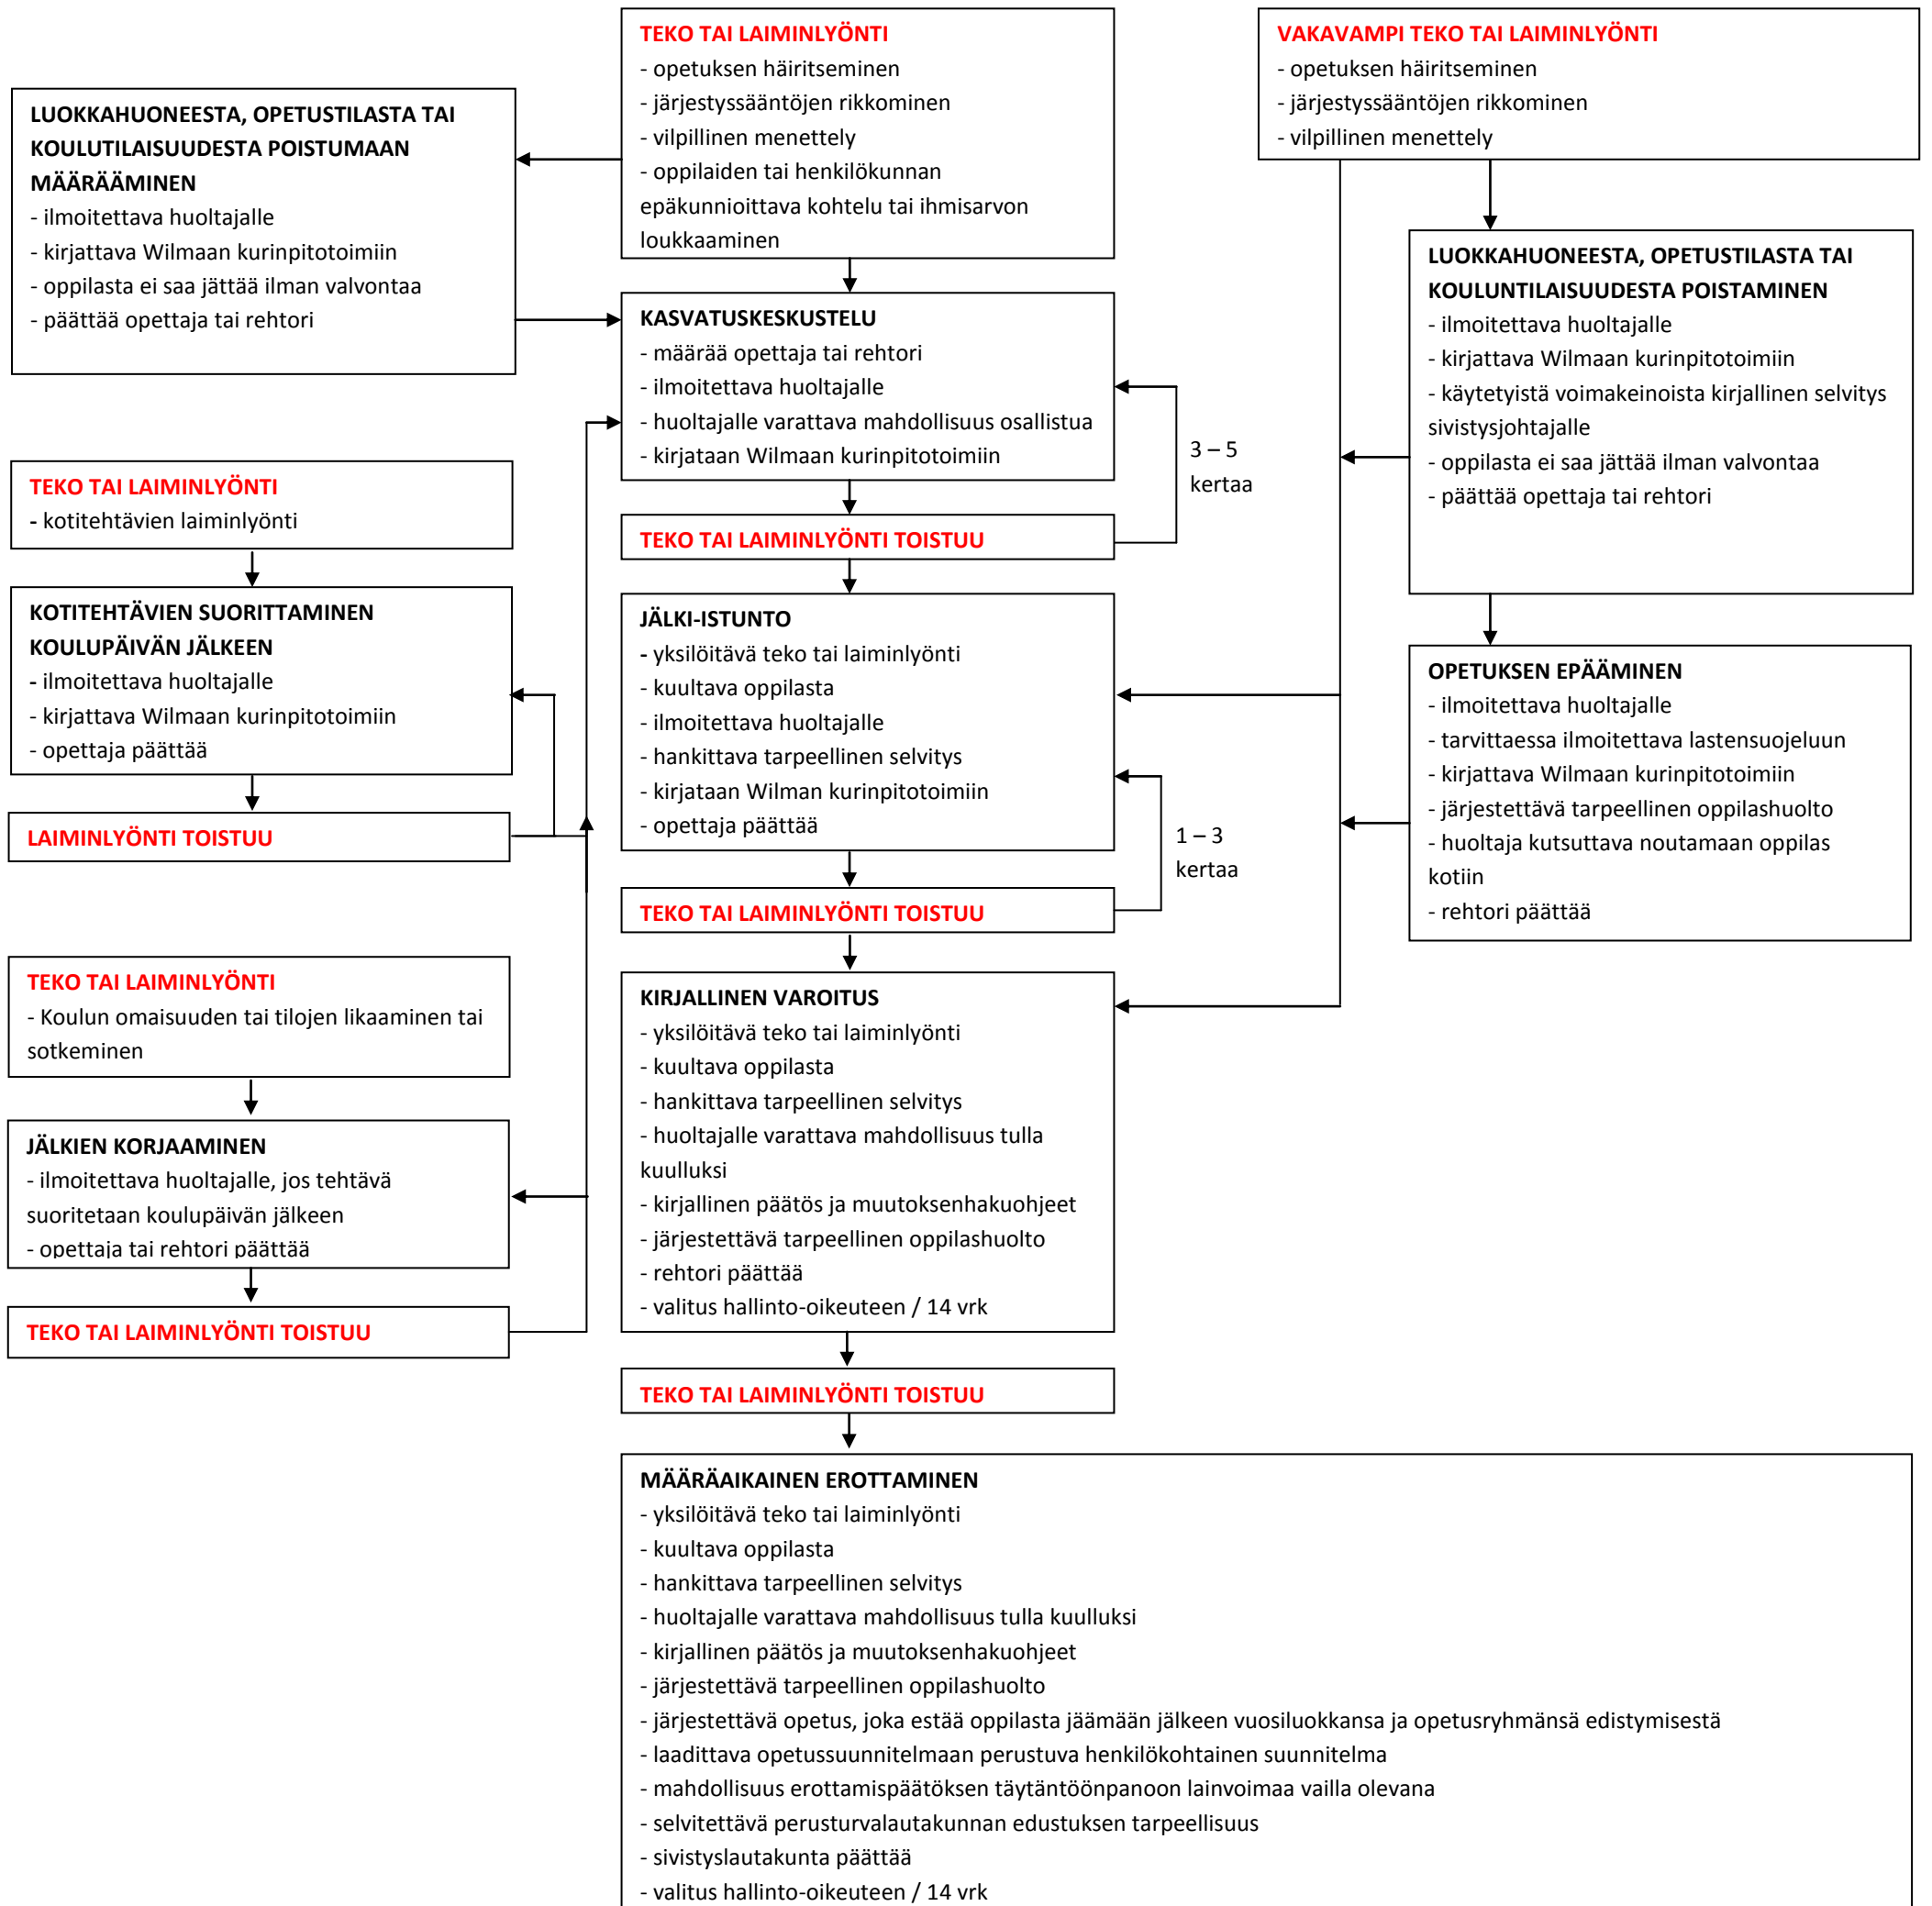 TEKO TAI LAIMINLYÖNTI
- opetuksen häiritseminen
- järjestyssääntöjen rikkominen
- vilpillinen menettely
- oppilaiden tai henkilökunnan
epäkunnioittava kohtelu tai ihmisarvon
loukkaaminen
VAKAVAMPI TEKO TAI LAIMINLYÖNTI
- opetuksen häiritseminen
- järjestyssääntöjen rikkominen
- vilpillinen menettely
LUOKKAHUONEESTA, OPETUSTILASTA TAI
KOULUTILAISUUDESTA POISTUMAAN
MÄÄRÄÄMINEN
- ilmoitettava huoltajalle
- kirjattava Wilmaan kurinpitotoimiin
- oppilasta ei saa jättää ilman valvontaa
- päättää opettaja tai rehtori
KASVATUSKESKUSTELU
- määrää opettaja tai rehtori
- ilmoitettava huoltajalle
- huoltajalle varattava mahdollisuus osallistua
- kirjataan Wilmaan kurinpitotoimiin
3 – 5
kertaa
LUOKKAHUONEESTA, OPETUSTILASTA TAI
KOULUNTILAISUUDESTA POISTAMINEN
- ilmoitettava huoltajalle
- kirjattava Wilmaan kurinpitotoimiin
- käytetyistä voimakeinoista kirjallinen selvitys
sivistysjohtajalle
- oppilasta ei saa jättää ilman valvontaa
- päättää opettaja tai rehtori
TEKO TAI LAIMINLYÖNTI
- kotitehtävien laiminlyönti
TEKO TAI LAIMINLYÖNTI TOISTUU
KOTITEHTÄVIEN SUORITTAMINEN
KOULUPÄIVÄN JÄLKEEN
- ilmoitettava huoltajalle
- kirjattava Wilmaan kurinpitotoimiin
- opettaja päättää
JÄLKI-ISTUNTO
- yksilöitävä teko tai laiminlyönti
- kuultava oppilasta
- ilmoitettava huoltajalle
- hankittava tarpeellinen selvitys
- kirjataan Wilman kurinpitotoimiin
- opettaja päättää
1 – 3
kertaa
OPETUKSEN EPÄÄMINEN
- ilmoitettava huoltajalle
- tarvittaessa ilmoitettava lastensuojeluun
- kirjattava Wilmaan kurinpitotoimiin
- järjestettävä tarpeellinen oppilashuolto
- huoltaja kutsuttava noutamaan oppilas
kotiin
- rehtori päättää
LAIMINLYÖNTI TOISTUU
TEKO TAI LAIMINLYÖNTI TOISTUU
TEKO TAI LAIMINLYÖNTI
- Koulun omaisuuden tai tilojen likaaminen tai
sotkeminen
KIRJALLINEN VAROITUS
- yksilöitävä teko tai laiminlyönti
- kuultava oppilasta
- hankittava tarpeellinen selvitys
- huoltajalle varattava mahdollisuus tulla
kuulluksi
- kirjallinen päätös ja muutoksenhakuohjeet
- järjestettävä tarpeellinen oppilashuolto
- rehtori päättää
- valitus hallinto-oikeuteen / 14 vrk
JÄLKIEN KORJAAMINEN
- ilmoitettava huoltajalle, jos tehtävä
suoritetaan koulupäivän jälkeen
- opettaja tai rehtori päättää
TEKO TAI LAIMINLYÖNTI TOISTUU
TEKO TAI LAIMINLYÖNTI TOISTUU
MÄÄRÄAIKAINEN EROTTAMINEN
- yksilöitävä teko tai laiminlyönti
- kuultava oppilasta
- hankittava tarpeellinen selvitys
- huoltajalle varattava mahdollisuus tulla kuulluksi
- kirjallinen päätös ja muutoksenhakuohjeet
- järjestettävä tarpeellinen oppilashuolto
- järjestettävä opetus, joka estää oppilasta jäämään jälkeen vuosiluokkansa ja opetusryhmänsä edistymisestä
- laadittava opetussuunnitelmaan perustuva henkilökohtainen suunnitelma
- mahdollisuus erottamispäätöksen täytäntöönpanoon lainvoimaa vailla olevana
- selvitettävä perusturvalautakunnan edustuksen tarpeellisuus
- sivistyslautakunta päättää
- valitus hallinto-oikeuteen / 14 vrk